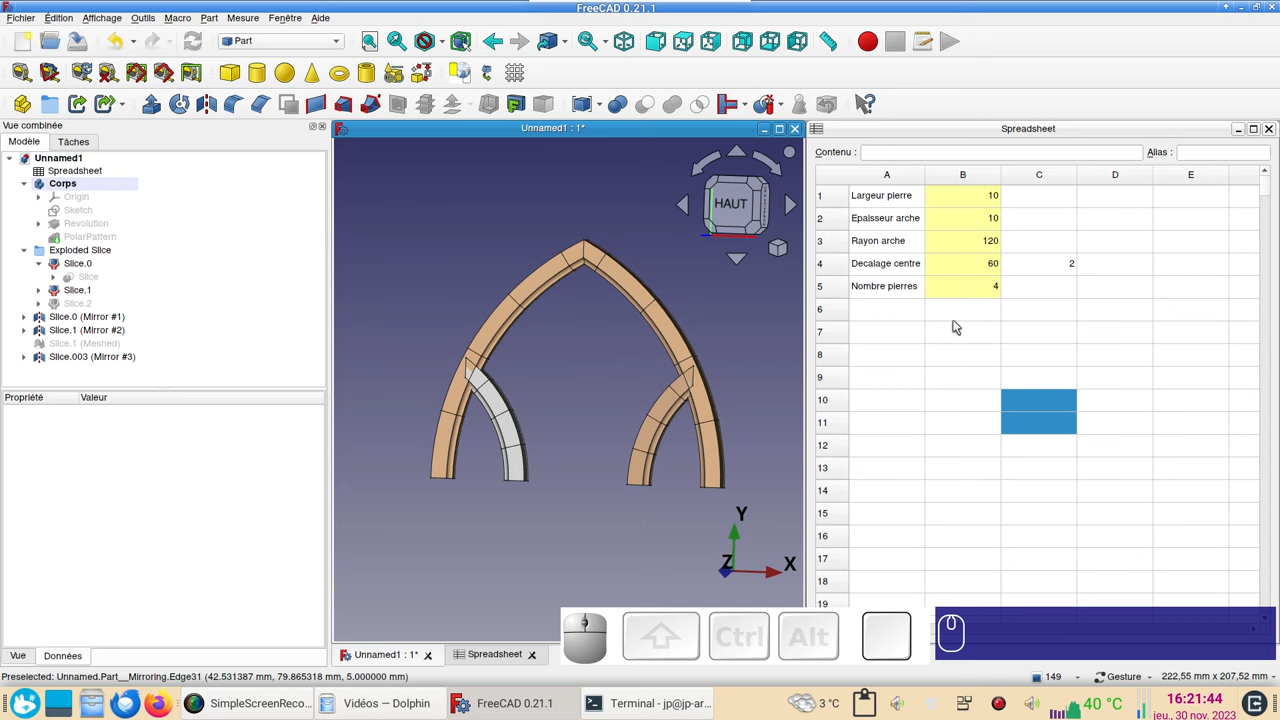 FreeCAD 0.21.1
Fichier Édition Affichage Outils Macro Part Mesure Fenêtre Aide
Part
Vue combinée
Modèle Tâches
Unnamed1
Spreadsheet
Corps
Origin
Sketch
Revolution
PolarPattern
Exploded Slice
Slice.0
Slice
Slice.1
Slice.2
Slice.0 (Mirror #1)
Slice.1 (Mirror #2)
Slice.1 (Meshed)
Slice.003 (Mirror #3)
Propriété Valeur
Vue Données
Unnamed1 : 1*
HAUT
Y
Z X
Unnamed1 : 1* Spreadsheet
Spreadsheet
Contenu : Alias :
A B C D E
1 Largeur pierre 10
2 Epaisseur arche 10
3 Rayon arche 120
4 Decalage centre 60 2
5 Nombre pierres 4
6
7
8
9
10
11
12
13
14
15
16
17
18
19
Ctrl Alt
Preselected: Unnamed.Part__Mirroring.Edge31 (42.531387 mm, 79.865318 mm, 5.000000 mm)
149 Gesture 222,55 mm x 207,52 mm
SimpleScreenReco... Vidéos — Dolphin FreeCAD 0.21... Terminal - jp@jp-ar...
3°C 40 °C 16:21:44
jeu., 30 nov. 2023